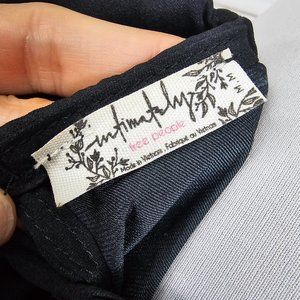 intimately
free people
Made in Vietnam. Fabriqué au Vietnam
M M